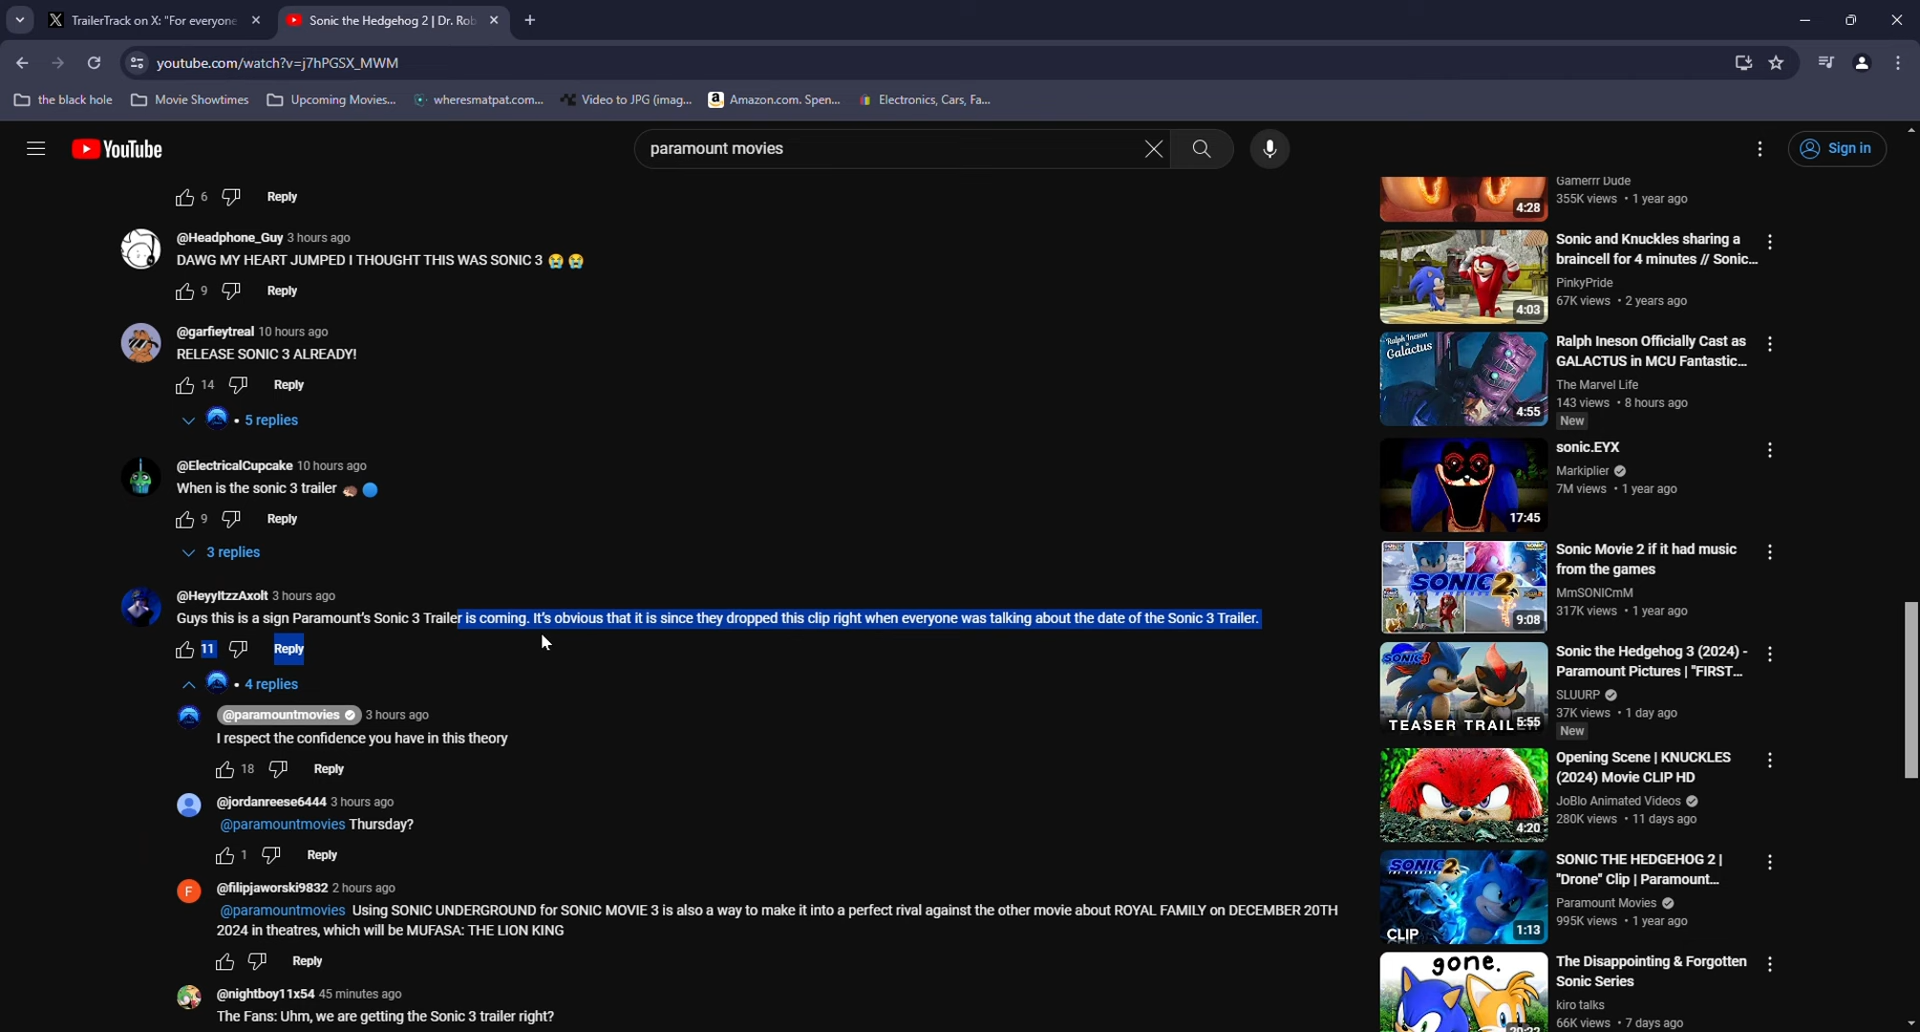 TrailerTrack on X: "For everyone
Sonic the Hedgehog 2 | Dr. Rob
youtube.com/watch?v=j7hPGSX_MWM
the black hole
Movie Showtimes
Upcoming Movies...
wheresmatpat.com...
Video to JPG (imag...
Amazon.com. Spen...
Electronics, Cars, Fa...
YouTube
paramount movies
Sign in
6
Reply
@Headphone_Guy 3 hours ago
DAWG MY HEART JUMPED I THOUGHT THIS WAS SONIC 3 😭 😭
9
Reply
@garfieytreal 10 hours ago
RELEASE SONIC 3 ALREADY!
14
Reply
• 5 replies
@ElectricalCupcake 10 hours ago
When is the sonic 3 trailer 🦔 🔵
9
Reply
3 replies
@HeyyItzzAxolt 3 hours ago
Guys this is a sign Paramount's Sonic 3 Trailer is coming. It's obvious that it is since they dropped this clip right when everyone was talking about the date of the Sonic 3 Trailer.
11
Reply
• 4 replies
@paramountmovies 3 hours ago
I respect the confidence you have in this theory
18
Reply
@jordanreese6444 3 hours ago
@paramountmovies Thursday?
1
Reply
F
@filipjaworski9832 2 hours ago
@paramountmovies Using SONIC UNDERGROUND for SONIC MOVIE 3 is also a way to make it into a perfect rival against the other movie about ROYAL FAMILY on DECEMBER 20TH
2024 in theatres, which will be MUFASA: THE LION KING
Reply
@nightboy11x54 45 minutes ago
The Fans: Uhm, we are getting the Sonic 3 trailer right?
4:28
Gamerrr Dude
355K views • 1 year ago
4:03
Sonic and Knuckles sharing a
braincell for 4 minutes // Sonic...
PinkyPride
67K views • 2 years ago
Ralph Ineson
is
Galactus
4:55
Ralph Ineson Officially Cast as
GALACTUS in MCU Fantastic...
The Marvel Life
143 views • 8 hours ago
New
17:45
sonic.EYX
Markiplier
7M views • 1 year ago
SONIC 2
9:08
Sonic Movie 2 if it had music
from the games
MmSONICmM
317K views • 1 year ago
SONIC 3
TEASER TRAIL
5:55
Sonic the Hedgehog 3 (2024) -
Paramount Pictures | "FIRST...
SLUURP
37K views • 1 day ago
New
4:20
Opening Scene | KNUCKLES
(2024) Movie CLIP HD
JoBlo Animated Videos
280K views • 11 days ago
SONIC 2
CLIP
1:13
SONIC THE HEDGEHOG 2 |
"Drone" Clip | Paramount...
Paramount Movies
995K views • 1 year ago
gone.
The Disappointing & Forgotten
Sonic Series
kiro talks
66K views • 7 days ago